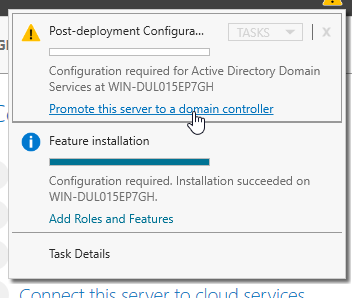 Post-deployment Configura...
TASKS
X
Configuration required for Active Directory Domain
Services at WIN-DUL015EP7GH
Promote this server to a domain controller
Feature installation
Configuration required. Installation succeeded on
WIN-DUL015EP7GH.
Add Roles and Features
Task Details
Connect this server to cloud services